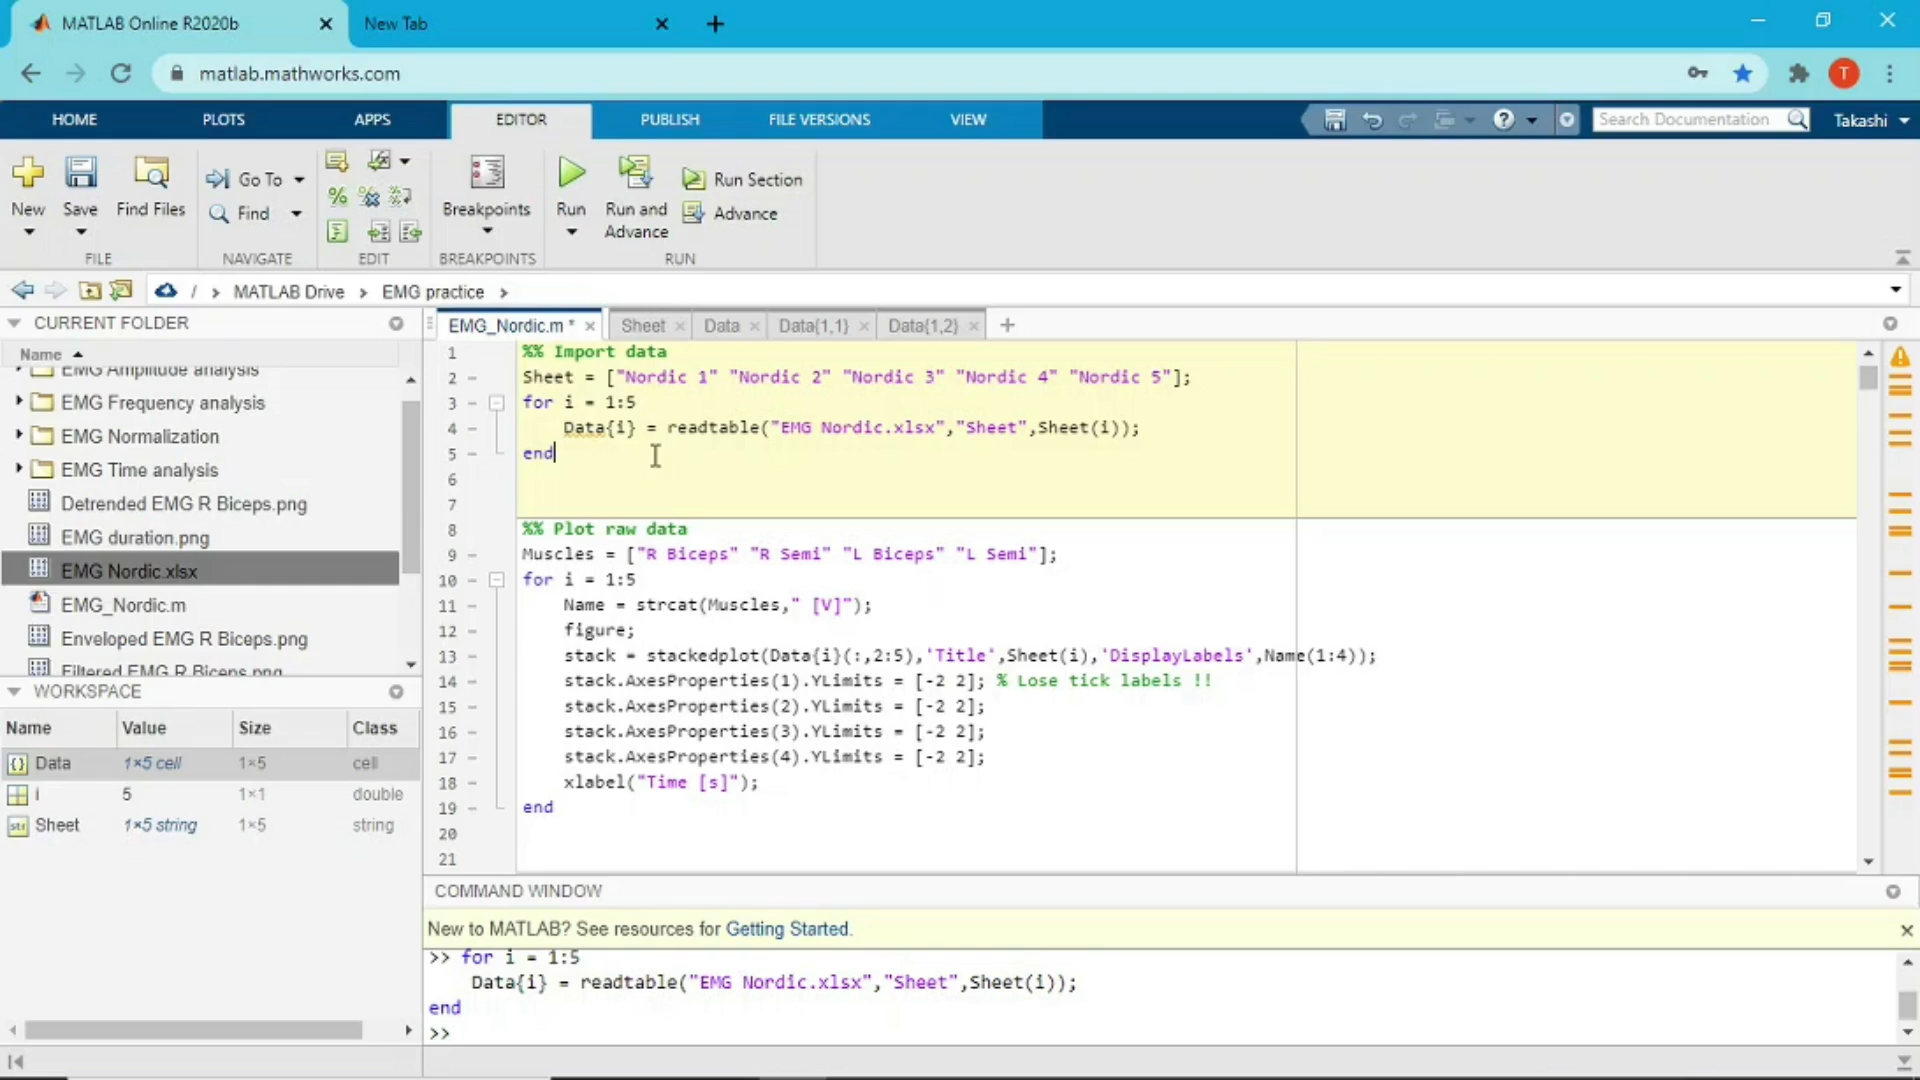 MATLAB Online R2020b
New Tab
matlab.mathworks.com
T
HOME PLOTS APPS EDITOR PUBLISH FILE VERSIONS VIEW
Search Documentation
Takashi
New Save Find Files
Go To
Find
Breakpoints
Run
Run and Advance
Run Section
Advance
FILE NAVIGATE EDIT BREAKPOINTS RUN
/ MATLAB Drive EMG practice
CURRENT FOLDER
Name
EMG Amplitude analysis
EMG Frequency analysis
EMG Normalization
EMG Time analysis
Detrended EMG R Biceps.png
EMG duration.png
EMG Nordic.xlsx
EMG_Nordic.m
Enveloped EMG R Biceps.png
Filtered EMG R Biceps.png
WORKSPACE
Name Value Size Class
Data 1×5 cell 1×5 cell
i 5 1×1 double
Sheet 1×5 string 1×5 string
EMG_Nordic.m * Sheet Data Data{1,1} Data{1,2}
1 %% Import data
2 Sheet = ["Nordic 1" "Nordic 2" "Nordic 3" "Nordic 4" "Nordic 5"];
3 for i = 1:5
4 Data{i} = readtable("EMG Nordic.xlsx","Sheet",Sheet(i));
5 end
6
7
8 %% Plot raw data
9 Muscles = ["R Biceps" "R Semi" "L Biceps" "L Semi"];
10 for i = 1:5
11 Name = strcat(Muscles," [V]");
12 figure;
13 stack = stackedplot(Data{i}(:,2:5),'Title',Sheet(i),'DisplayLabels',Name(1:4));
14 stack.AxesProperties(1).YLimits = [-2 2]; % Lose tick labels !!
15 stack.AxesProperties(2).YLimits = [-2 2];
16 stack.AxesProperties(3).YLimits = [-2 2];
17 stack.AxesProperties(4).YLimits = [-2 2];
18 xlabel("Time [s]");
19 end
20
21
COMMAND WINDOW
New to MATLAB? See resources for Getting Started.
>> for i = 1:5
Data{i} = readtable("EMG Nordic.xlsx","Sheet",Sheet(i));
end
>>